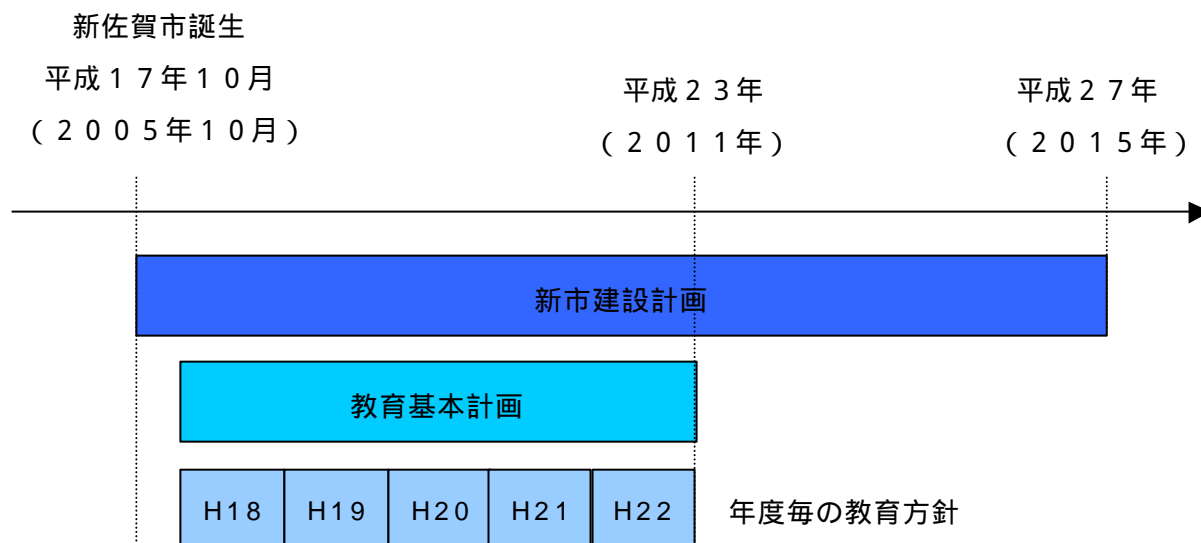 新佐賀市誕生
平成１７年１０月
（２００５年１０月）
平成２３年
（２０１１年）
平成２７年
（２０１５年）
新市建設計画
教育基本計画
H18 H19 H20 H21 H22 年度毎の教育方針